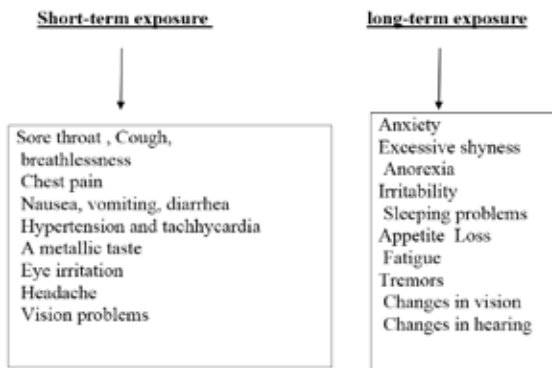 Short-term exposure
Sore throat , Cough,
breathlessness
Chest pain
Nausea, vomiting, diarrhea
Hypertension and tachhycardia
A metallic taste
Eye irritation
Headache
Vision problems
long-term exposure
Anxiety
Excessive shyness
Anorexia
Irritability
Sleeping problems
Appetite Loss
Fatigue
Tremors
Changes in vision
Changes in hearing